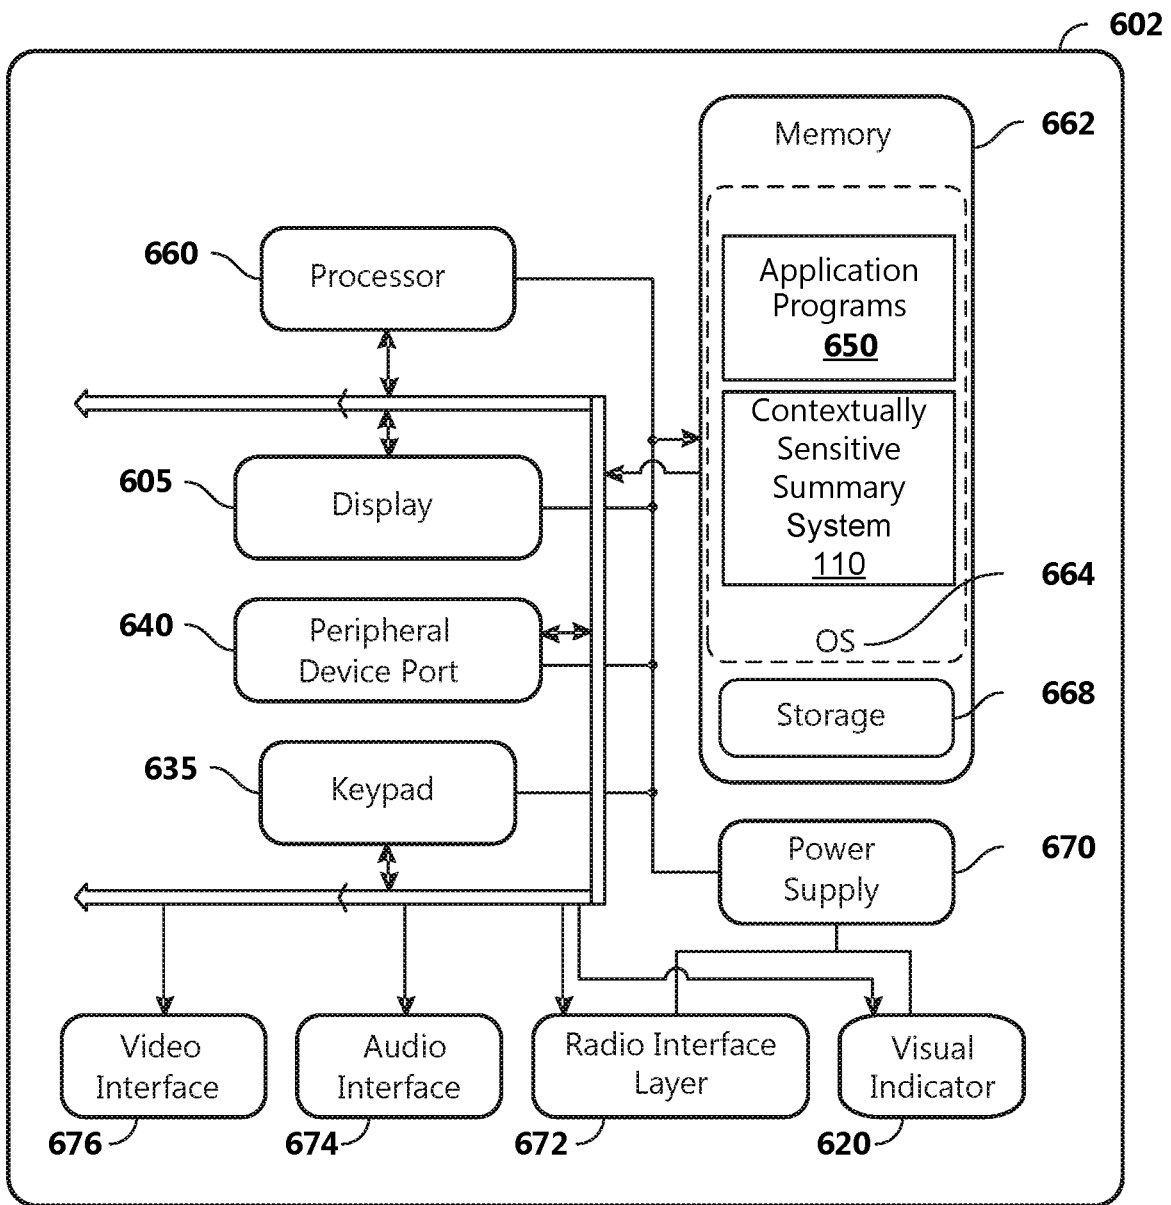 602
Memory
662
Application
Programs
650
660
Processor
Contextually
Sensitive
Summary
System
110
605
Display
664
640
Peripheral
Device Port
OS
668
Storage
635
Keypad
Power
Supply
670
Video
Interface
Audio
Interface
Radio Interface
Layer
Visual
Indicator
676
674
672
620